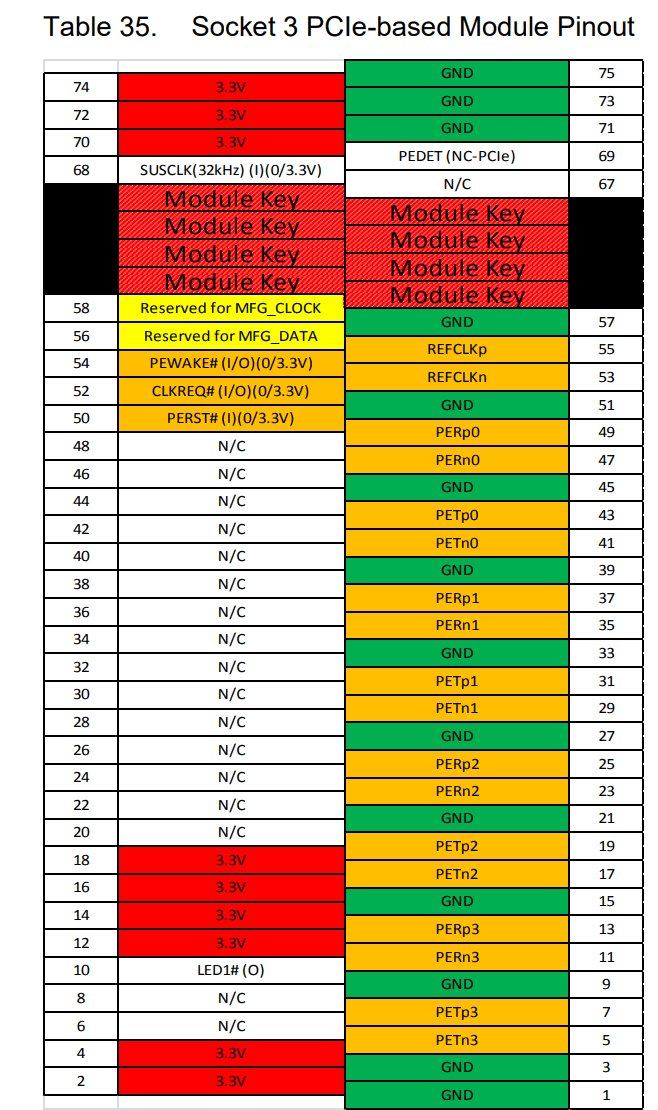 Table 35. Socket 3 PCIe-based Module Pinout
GND 75
74 3.3V
GND 73
72 3.3V
GND 71
70 3.3V
PEDET (NC-PCIe) 69
68 SUSCLK(32kHz) (I)(0/3.3V)
N/C 67
Module Key
Module Key
Module Key
Module Key
Module Key
Module Key
Module Key
Module Key
58 Reserved for MFG_CLOCK
GND 57
56 Reserved for MFG_DATA
REFCLKp 55
54 PEWAKE# (I/O)(0/3.3V)
REFCLKn 53
52 CLKREQ# (I/O)(0/3.3V)
GND 51
50 PERST# (I)(0/3.3V)
PERp0 49
48 N/C
PERn0 47
46 N/C
GND 45
44 N/C
PETp0 43
42 N/C
PETn0 41
40 N/C
GND 39
38 N/C
PERp1 37
36 N/C
PERn1 35
34 N/C
GND 33
32 N/C
PETp1 31
30 N/C
PETn1 29
28 N/C
GND 27
26 N/C
PERp2 25
24 N/C
PERn2 23
22 N/C
GND 21
20 N/C
PETp2 19
18 3.3V
PETn2 17
16 3.3V
GND 15
14 3.3V
PERp3 13
12 3.3V
PERn3 11
10 LED1# (O)
GND 9
8 N/C
PETp3 7
6 N/C
PETn3 5
4 3.3V
GND 3
2 3.3V
GND 1